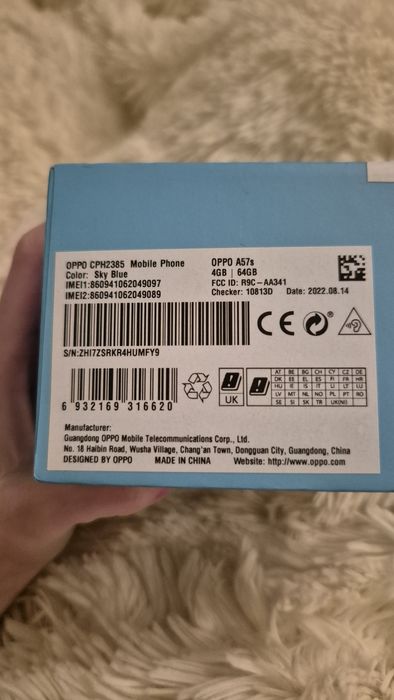 OPPO CPH2385 Mobile Phone
Color: Sky Blue
IMEI1:860941062049097
IMEI2:860941062049089
OPPO A57s
4GB | 64GB
FCC ID: R9C-AA341
Checker: 10813D Date: 2022.08.14
CE
S/N:ZHI7ZSRKR4HUMFY9
6 932169 316620
UK
AT BE BG CH CY CZ DE
DK EE EL ES FI FR HR
HU IE IS IT LI LT LU
LV MT NL NO PL PT RO
SE SI SK TR UK(NI)
Manufacturer:
Guangdong OPPO Mobile Telecommunications Corp., Ltd.
No. 18 Haibin Road, Wusha Village, Chang'an Town, Dongguan City, Guangdong, China
DESIGNED BY OPPO MADE IN CHINA Website: http://www.oppo.com